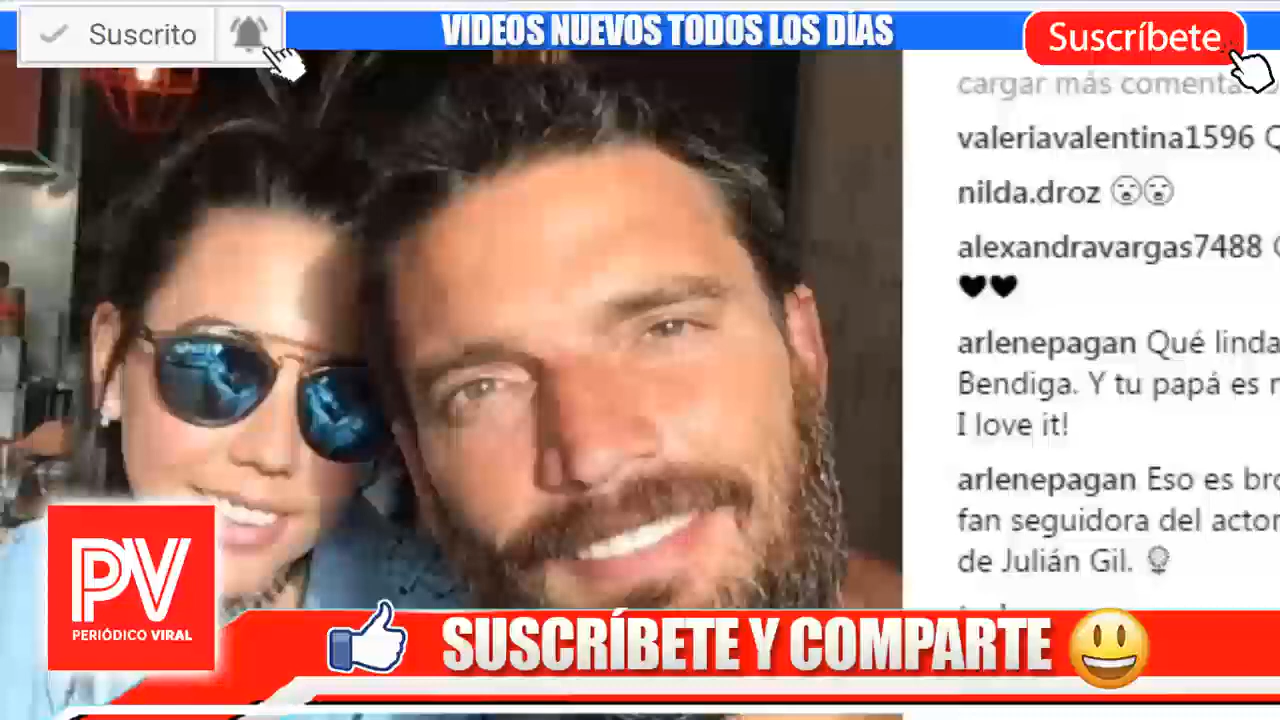 Suscrito
VIDEOS NUEVOS TODOS LOS DÍAS
Suscríbete
cargar más comenta
valeriavalentina1596
nilda.droz
alexandravargas7488
arlenepagan Qué linda
Bendiga. Y tu papá es
I love it!
arlenepagan Eso es
fan seguidora del actor
de Julián Gil.
PV
PERIÓDICO VIRAL
SUSCRÍBETE Y COMPARTE